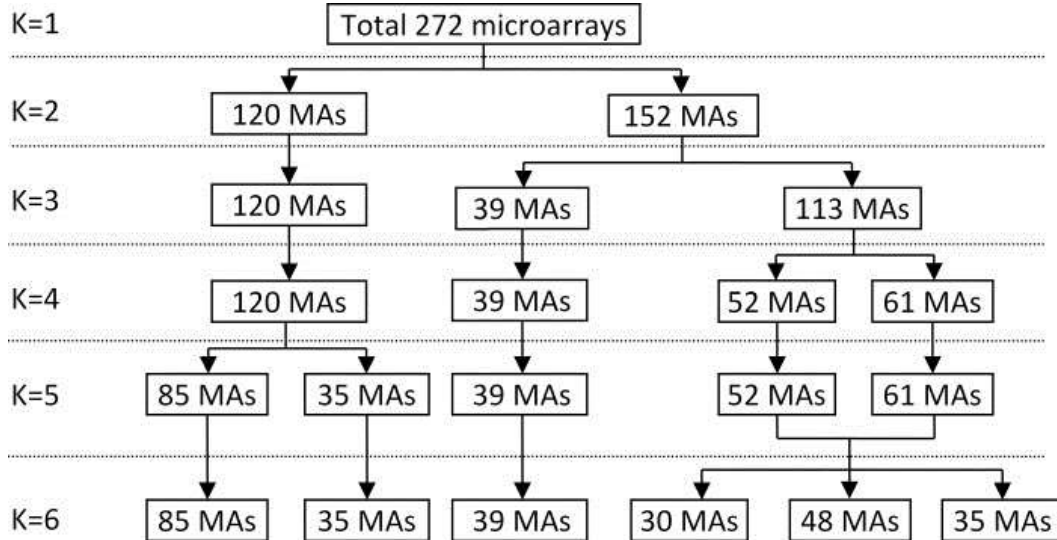 K=1 Total 272 microarrays
K=2 120 MAs 152 MAs
K=3 120 MAs 39 MAs 113 MAs
K=4 120 MAs 39 MAs 52 MAs 61 MAs
K=5 85 MAs 35 MAs 39 MAs 52 MAs 61 MAs
K=6 85 MAs 35 MAs 39 MAs 30 MAs 48 MAs 35 MAs